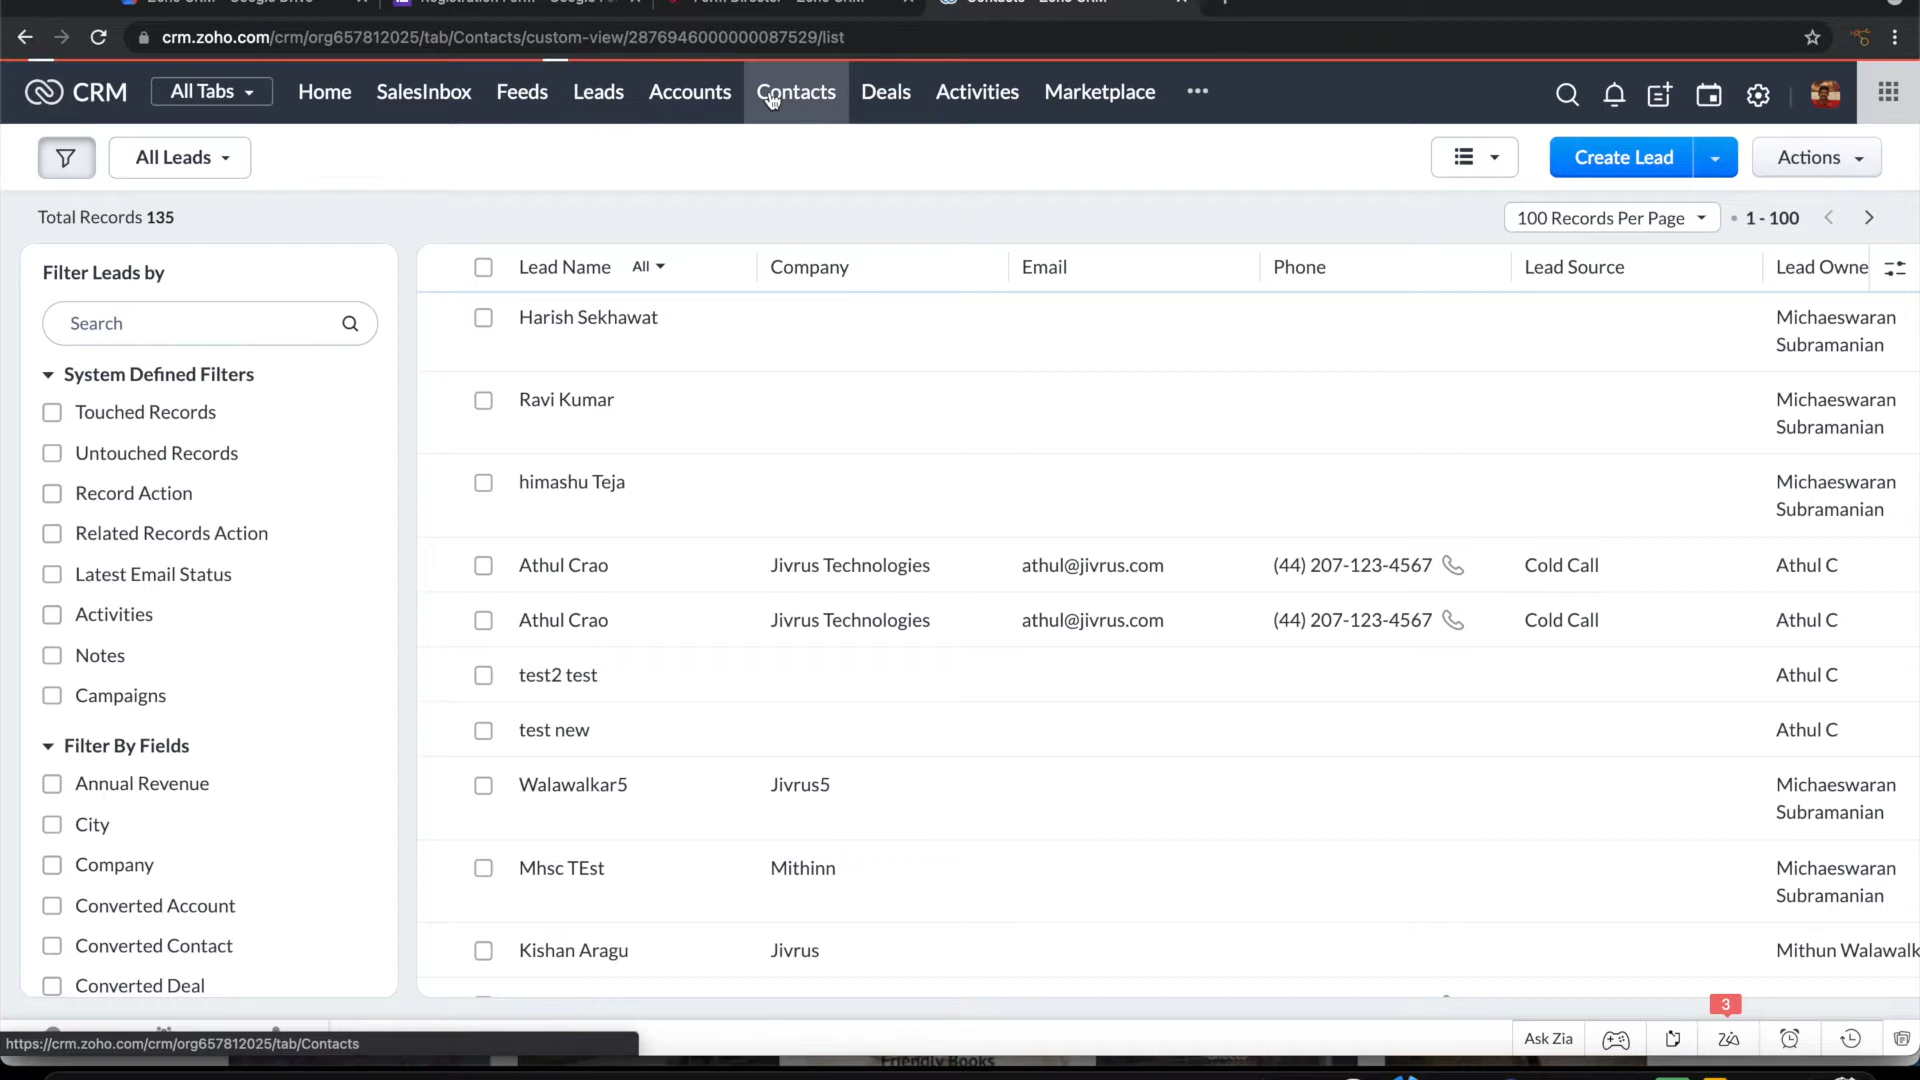 crm.zoho.com/crm/org657812025/tab/Contacts/custom-view/2876946000000087529/list
CRM All Tabs Home SalesInbox Feeds Leads Accounts Contacts Deals Activities Marketplace
All Leads Create Lead Actions
Total Records 135 100 Records Per Page 1 - 100
Filter Leads by
Search
System Defined Filters
Touched Records
Untouched Records
Record Action
Related Records Action
Latest Email Status
Activities
Notes
Campaigns
Filter By Fields
Annual Revenue
City
Company
Converted Account
Converted Contact
Converted Deal
Lead Name All Company Email Phone Lead Source Lead Owne
Harish Sekhawat Michaeswaran
Subramanian
Ravi Kumar Michaeswaran
Subramanian
himashu Teja Michaeswaran
Subramanian
Athul Crao Jivrus Technologies athul@jivrus.com (44) 207-123-4567 Cold Call Athul C
Athul Crao Jivrus Technologies athul@jivrus.com (44) 207-123-4567 Cold Call Athul C
test2 test Athul C
test new Athul C
Walawalkar5 Jivrus5 Michaeswaran
Subramanian
Mhsc TEst Mithinn Michaeswaran
Subramanian
Kishan Aragu Jivrus Mithun Walawalk
3
https://crm.zoho.com/crm/org657812025/tab/Contacts
Ask Zia
Friendly Books